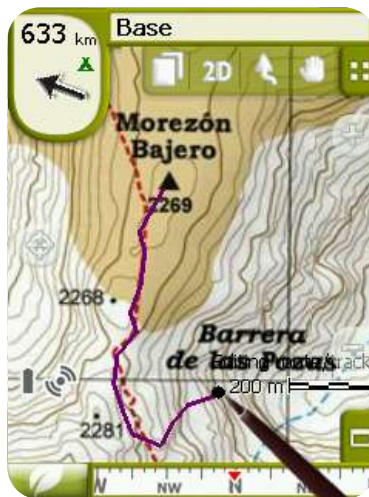 633 km
Base
2D
Morezón
Bajero
2269
2268
Barrera
de
200 m
2281
W
NW
N